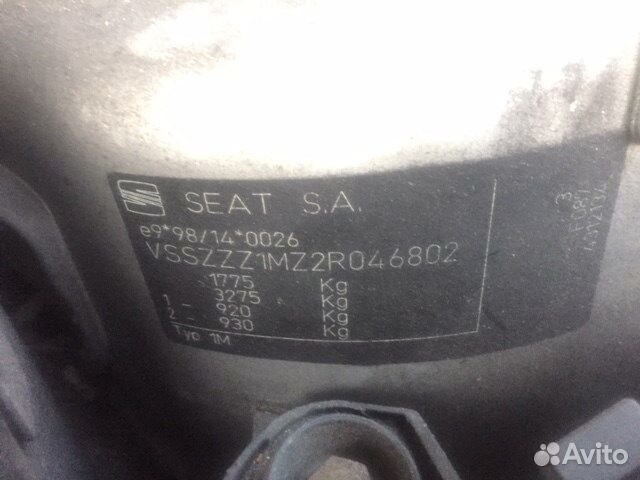 SEAT S.A.
e9*98/14*0026
VSSZZZ1MZ2R046802
1775 Kg
3275 Kg
1 - 920 Kg
2 - 930 Kg
Typ 1M
3
Avito